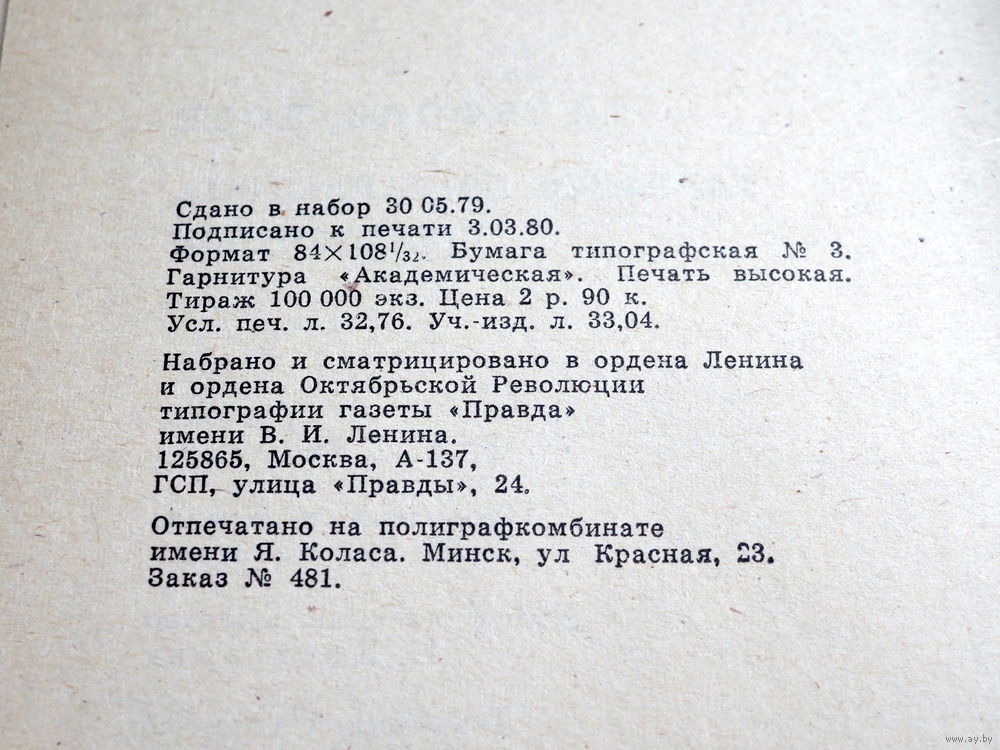 Сдано в набор 30 05.79.
Подписано к печати 3.03.80.
Формат 84×108¹/₃₂. Бумага типографская № 3.
Гарнитура «Академическая». Печать высокая.
Тираж 100 000 экз. Цена 2 р. 90 к.
Усл. печ. л. 32,76. Уч.-изд. л. 33,04.
Набрано и сматрицировано в ордена Ленина
и ордена Октябрьской Революции
типографии газеты «Правда»
имени В. И. Ленина.
125865, Москва, А-137,
ГСП, улица «Правды», 24.
Отпечатано на полиграфкомбинате
имени Я. Коласа. Минск, ул Красная, 23.
Заказ № 481.
www.ay.by